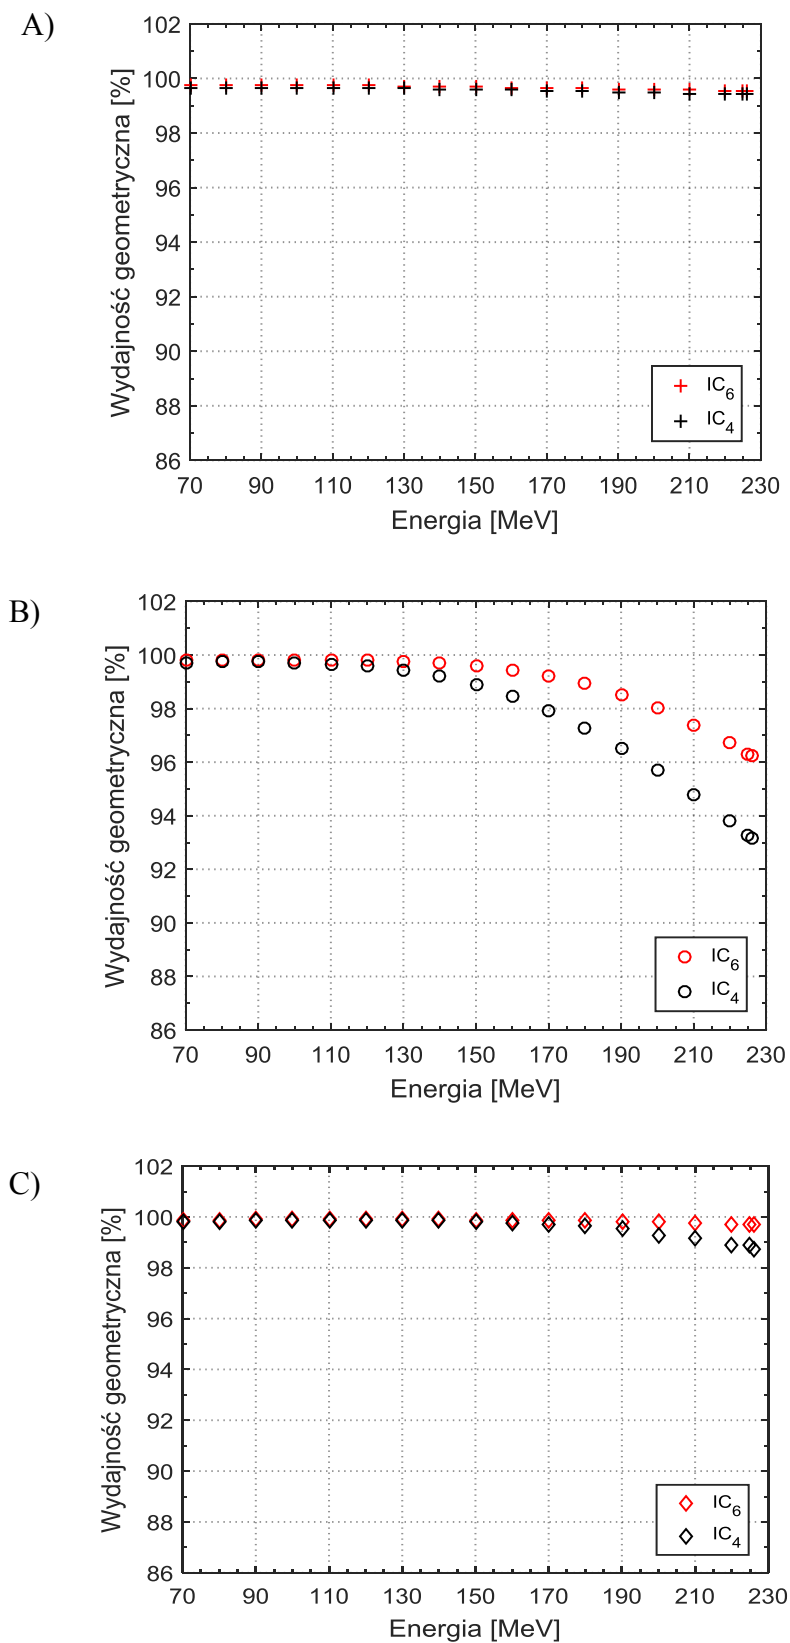 A)
Wydajność geometryczna [%]
102
100
98
96
94
92
90
88
86
70 90 110 130 150 170 190 210 230
Energia [MeV]
IC6
IC4
B)
Wydajność geometryczna [%]
102
100
98
96
94
92
90
88
86
70 90 110 130 150 170 190 210 230
Energia [MeV]
IC6
IC4
C)
Wydajność geometryczna [%]
102
100
98
96
94
92
90
88
86
70 90 110 130 150 170 190 210 230
Energia [MeV]
IC6
IC4